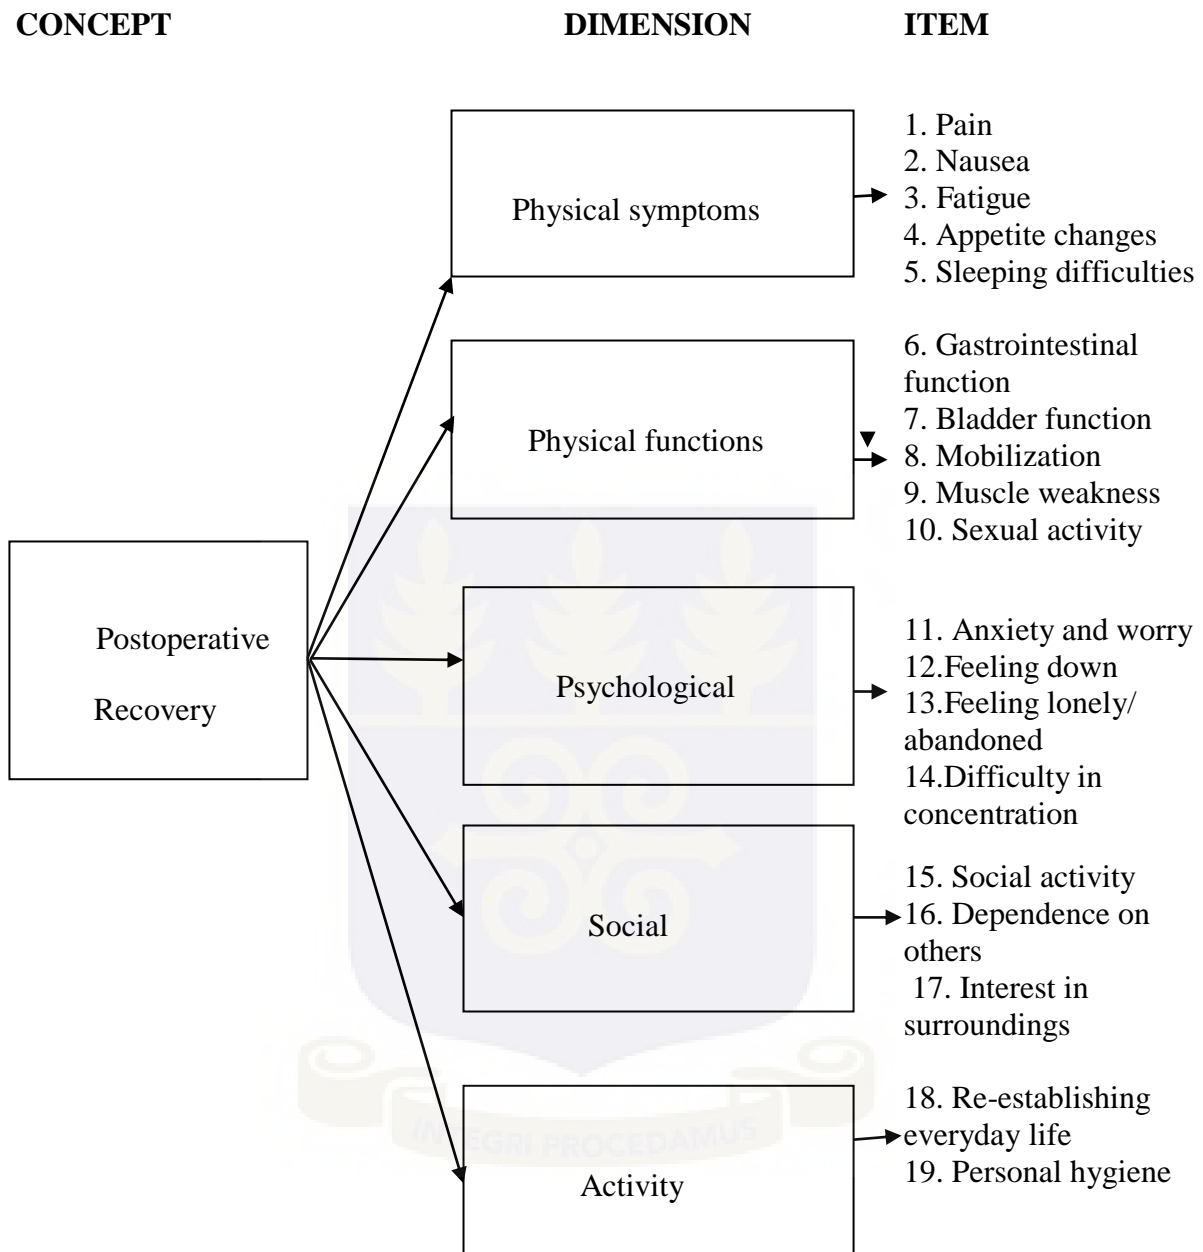 CONCEPT DIMENSION ITEM
Physical symptoms
1. Pain
2. Nausea
3. Fatigue
4. Appetite changes
5. Sleeping difficulties
Physical functions
6. Gastrointestinal
function
7. Bladder function
8. Mobilization
9. Muscle weakness
10. Sexual activity
Postoperative
Recovery
Psychological
11. Anxiety and worry
12.Feeling down
13.Feeling lonely/
abandoned
14.Difficulty in
concentration
Social
15. Social activity
16. Dependence on
others
17. Interest in
surroundings
Activity
18. Re-establishing
everyday life
19. Personal hygiene
INTEGRI PROCEDAMUS